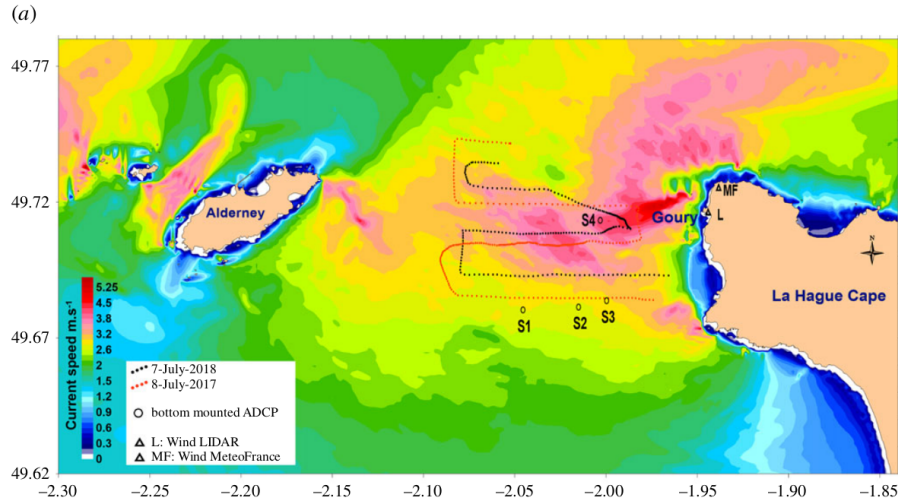 (a)
49.77
49.72
49.67
49.62
Alderney
S4
Goury
MF
L
N
La Hague Cape
S1
S2
S3
Current speed m.s-1
5.25
4.5
3.8
3.2
2.6
2
1.5
1.2
0.9
0.6
0.3
0
7-July-2018
8-July-2017
bottom mounted ADCP
L: Wind LIDAR
MF: Wind MeteoFrance
−2.30
−2.25
−2.20
−2.15
−2.10
−2.05
−2.00
−1.95
−1.90
−1.85